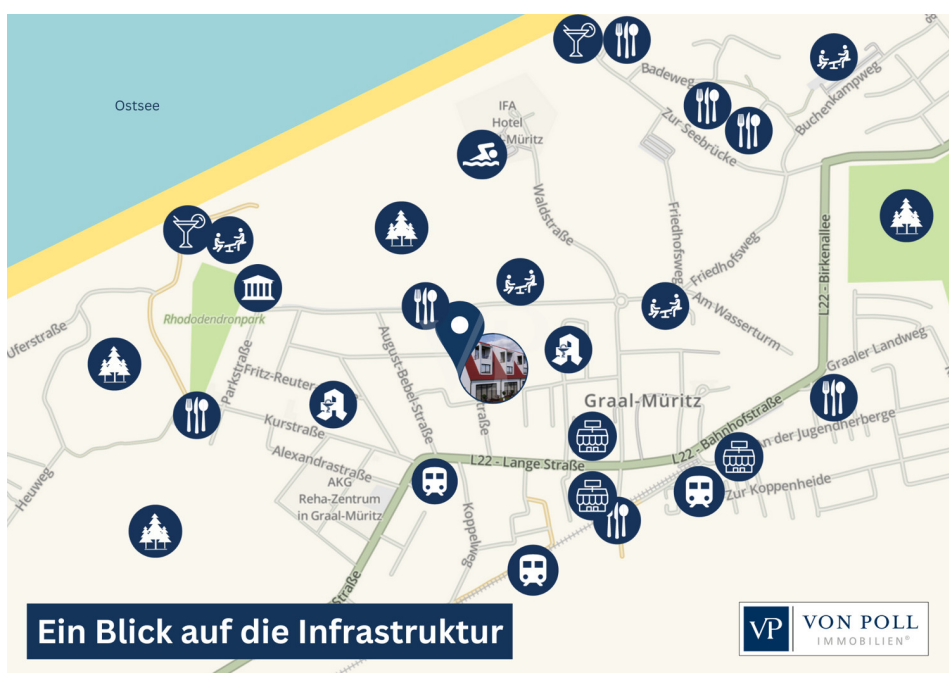 Ostsee
Badeweg
Buchenkampweg
IFA
Hotel
-Müritz
Zur Seebrücke
Waldstraße
Friedhofsweg
Friedhofsweg
L22 - Birkenallee
Am Wasserturm
Rhododendronpark
Uferstraße
Parkstraße
Fritz-Reuter
August-Bebel-Straße
straße
Graaler Landweg
Graal-Müritz
Kurstraße
L22 - Bahnhofstraße
An der Jugendherberge
Alexandrastraße
L22 - Lange Straße
AKG
Reha-Zentrum
in Graal-Müritz
Heuweg
Zur Koppenheide
Koppelweg
Straße
Ein Blick auf die Infrastruktur
VP VON POLL
IMMOBILIEN®